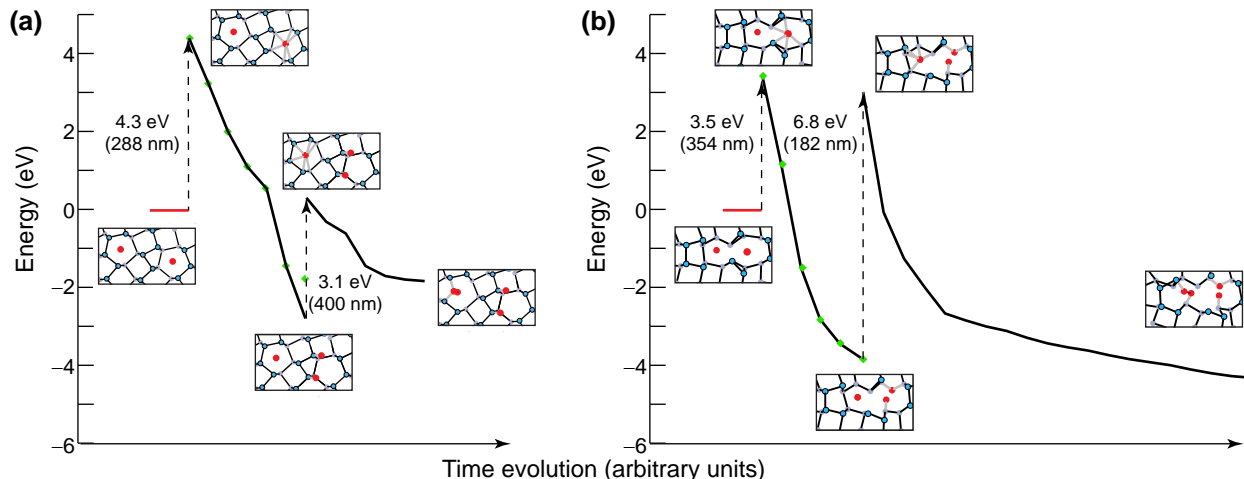 (a)
Energy (eV)
4
2
0
−2
−4
−6
4.3 eV
(288 nm)
3.1 eV
(400 nm)
(b)
Energy (eV)
4
2
0
−2
−4
−6
3.5 eV
(354 nm)
6.8 eV
(182 nm)
Time evolution (arbitrary units)